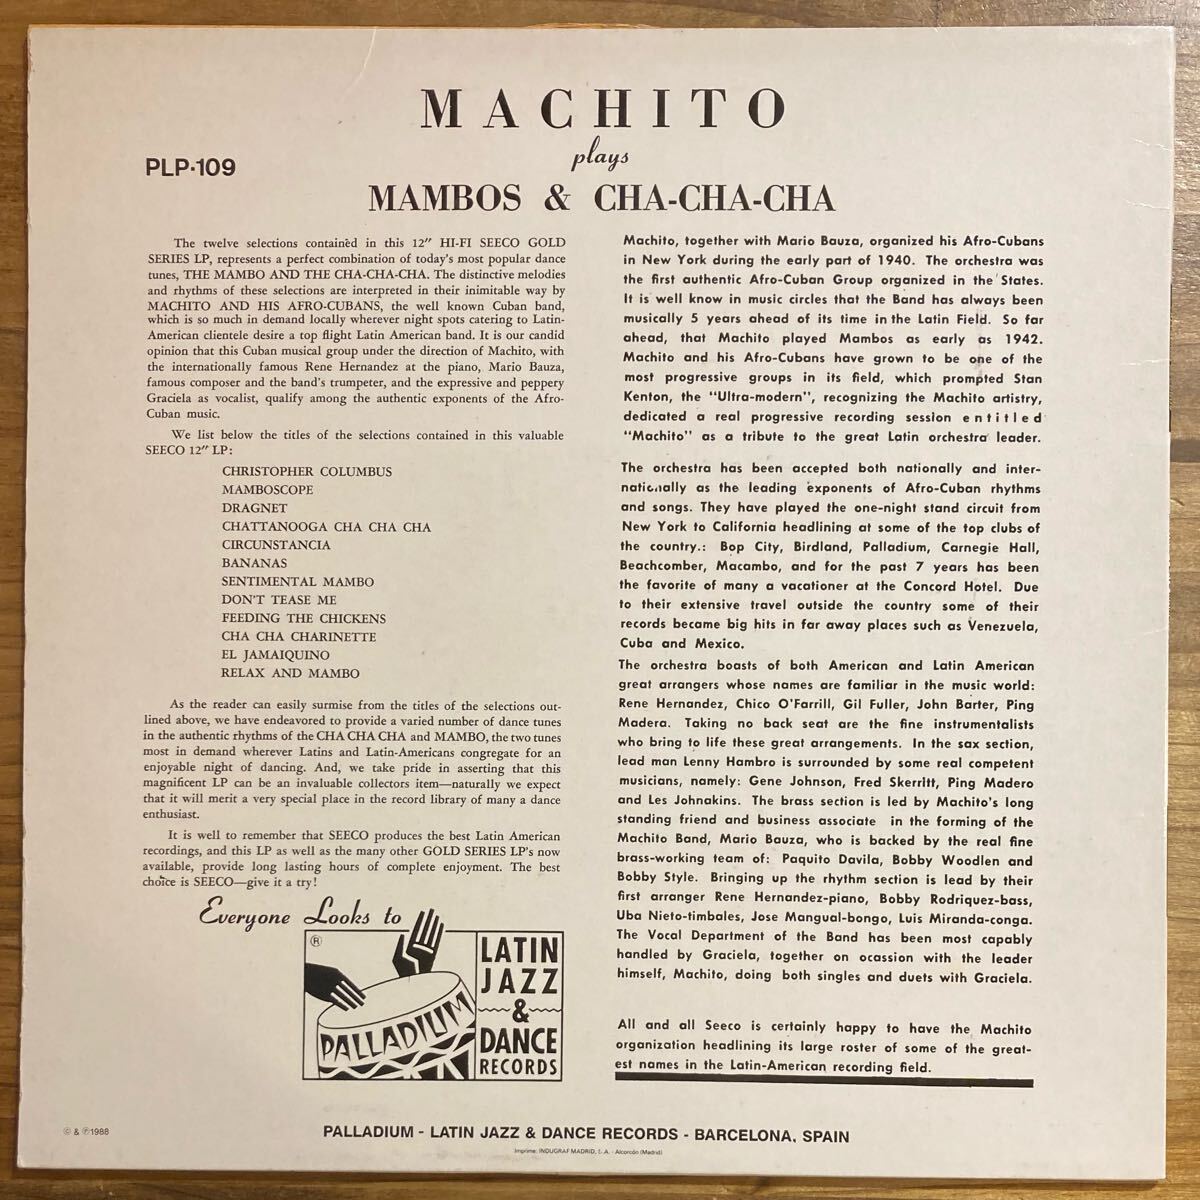 MACHITO
plays
MAMBOS & CHA-CHA-CHA
PLP-109
The twelve selections contained in this 12" HI-FI SEECO GOLD
SERIES LP, represents a perfect combination of today's most popular dance
tunes, THE MAMBO AND THE CHA-CHA-CHA. The distinctive melodies
and rhythms of these selections are interpreted in their inimitable way by
MACHITO AND HIS AFRO-CUBANS, the well known Cuban band,
which is so much in demand locally wherever night spots catering to Latin-
American clientele desire a top flight Latin American band. It is our candid
opinion that this Cuban musical group under the direction of Machito, with
the internationally famous Rene Hernandez at the piano, Mario Bauza,
famous composer and the band's trumpeter, and the expressive and peppery
Graciela as vocalist, qualify among the authentic exponents of the Afro-
Cuban music.
We list below the titles of the selections contained in this valuable
SEECO 12" LP:
CHRISTOPHER COLUMBUS
MAMBOSCOPE
DRAGNET
CHATTANOOGA CHA CHA CHA
CIRCUNSTANCIA
BANANAS
SENTIMENTAL MAMBO
DON'T TEASE ME
FEEDING THE CHICKENS
CHA CHA CHARINETTE
EL JAMAIQUINO
RELAX AND MAMBO
As the reader can easily surmise from the titles of the selections out-
lined above, we have endeavored to provide a varied number of dance tunes
in the authentic rhythms of the CHA CHA CHA and MAMBO, the two tunes
most in demand wherever Latins and Latin-Americans congregate for an
enjoyable night of dancing. And, we take pride in asserting that this
magnificent LP can be an invaluable collectors item—naturally we expect
that it will merit a very special place in the record library of many a dance
enthusiast.
It is well to remember that SEECO produces the best Latin American
recordings, and this LP as well as the many other GOLD SERIES LP's now
available, provide long lasting hours of complete enjoyment. The best
choice is SEECO—give it a try!
Everyone Looks to
®
PALLADIUM
LATIN
JAZZ
&
DANCE
RECORDS
Machito, together with Mario Bauza, organized his Afro-Cubans
in New York during the early part of 1940. The orchestra was
the first authentic Afro-Cuban Group organized in the States.
It is well know in music circles that the Band has always been
musically 5 years ahead of its time in the Latin Field. So far
ahead, that Machito played Mambos as early as 1942.
Machito and his Afro-Cubans have grown to be one of the
most progressive groups in its field, which prompted Stan
Kenton, the "Ultra-modern", recognizing the Machito artistry,
dedicated a real progressive recording session entitled
"Machito" as a tribute to the great Latin orchestra leader.
The orchestra has been accepted both nationally and inter-
nationally as the leading exponents of Afro-Cuban rhythms
and songs. They have played the one-night stand circuit from
New York to California headlining at some of the top clubs of
the country.: Bop City, Birdland, Palladium, Carnegie Hall,
Beachcomber, Macambo, and for the past 7 years has been
the favorite of many a vacationer at the Concord Hotel. Due
to their extensive travel outside the country some of their
records became big hits in far away places such as Venezuela,
Cuba and Mexico.
The orchestra boasts of both American and Latin American
great arrangers whose names are familiar in the music world:
Rene Hernandez, Chico O'Farrill, Gil Fuller, John Barter, Ping
Madera. Taking no back seat are the fine instrumentalists
who bring to life these great arrangements. In the sax section,
lead man Lenny Hambro is surrounded by some real competent
musicians, namely: Gene Johnson, Fred Skerritt, Ping Madero
and Les Johnakins. The brass section is led by Machito's long
standing friend and business associate in the forming of the
Machito Band, Mario Bauza, who is backed by the real fine
brass-working team of: Paquito Davila, Bobby Woodlen and
Bobby Style. Bringing up the rhythm section is lead by their
first arranger Rene Hernandez-piano, Bobby Rodriquez-bass,
Uba Nieto-timbales, Jose Mangual-bongo, Luis Miranda-conga.
The Vocal Department of the Band has been most capably
handled by Graciela, together on ocassion with the leader
himself, Machito, doing both singles and duets with Graciela.
All and all Seeco is certainly happy to have the Machito
organization headlining its large roster of some of the great-
est names in the Latin-American recording field.
© & ℗ 1988
PALLADIUM - LATIN JAZZ & DANCE RECORDS - BARCELONA, SPAIN
Imprime: INDUGRAF MADRID, S. A. - Alcorcón (Madrid)